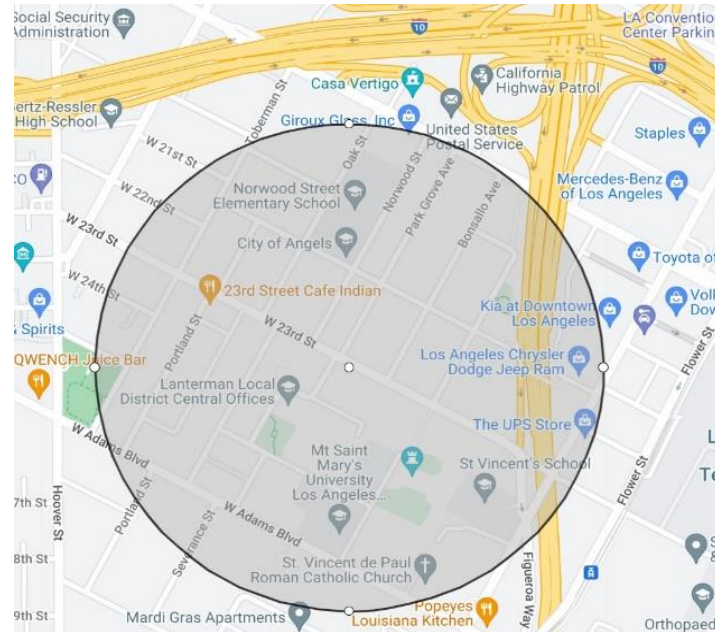 Social Security
Administration
10
LA Conventio
Center Parkin
10
Casa Vertigo
California
Highway Patrol
ertz-Ressler
High School
Toberman St
Giroux Glass, Inc
United States
Postal Service
Staples
W 21st St
Oak St
Norwood St
Park Grove Ave
Bonsallo Ave
CO
W 22nd St
Norwood Street
Elementary School
Mercedes-Benz
of Los Angeles
W 23rd St
City of Angels
Toyota of
W 24th St
23rd Street Cafe Indian
Voll
Dow
& Spirits
Portland St
W 23rd St
Kia at Downtown
Los Angeles
Flower St
QWENCH Juice Bar
Los Angeles Chrysler
Dodge Jeep Ram
Lanterman Local
District Central Offices
The UPS Store
W Adams Blvd
Mt Saint
Mary's
University
Los Angeles...
St Vincent's School
L
Te
Hoover St
7th St
Portland St
W Adams Blvd
Flower St
Severance St
8th St
St. Vincent de Paul
Roman Catholic Church
Figueroa Way
S
&
9th St
Mardi Gras Apartments
Popeyes
Louisiana Kitchen
Orthopaed